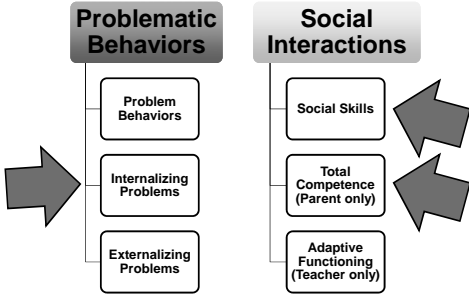 Problematic
Behaviors
Problem
Behaviors
Internalizing
Problems
Externalizing
Problems
Social
Interactions
Social Skills
Total
Competence
(Parent only)
Adaptive
Functioning
(Teacher only)